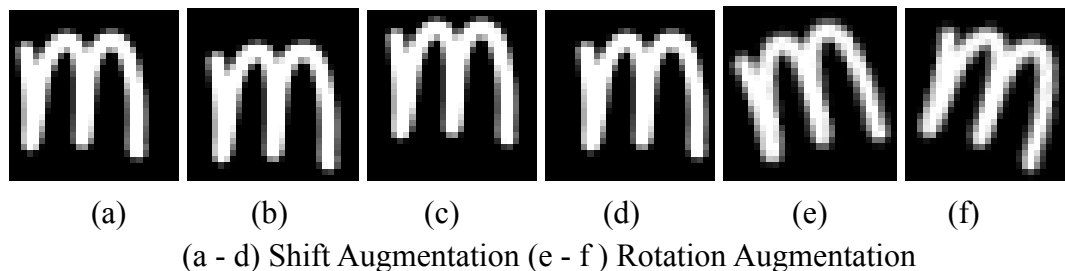 m m m m m m
(a) (b) (c) (d) (e) (f)
(a - d) Shift Augmentation (e - f ) Rotation Augmentation